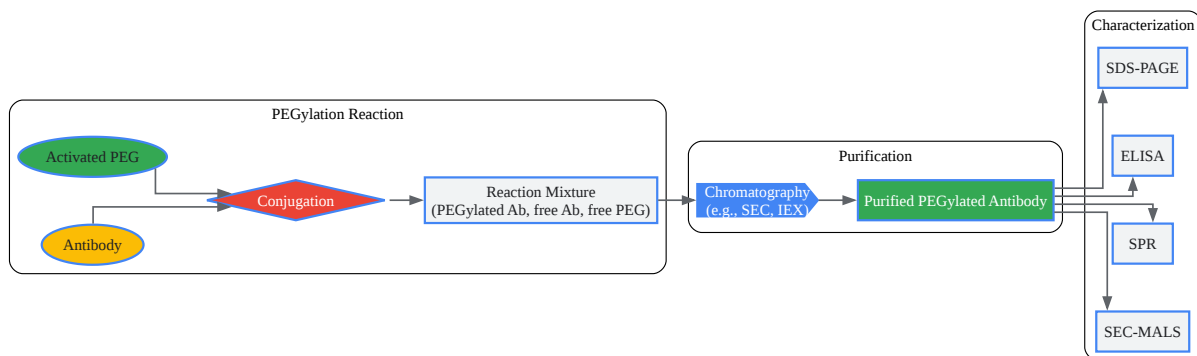 PEGylation Reaction
Activated PEG
Antibody
Conjugation
Reaction Mixture
(PEGylated Ab, free Ab, free PEG)
Purification
Chromatography
(e.g., SEC, IEX)
Purified PEGylated Antibody
Characterization
SDS-PAGE
ELISA
SPR
SEC-MALS